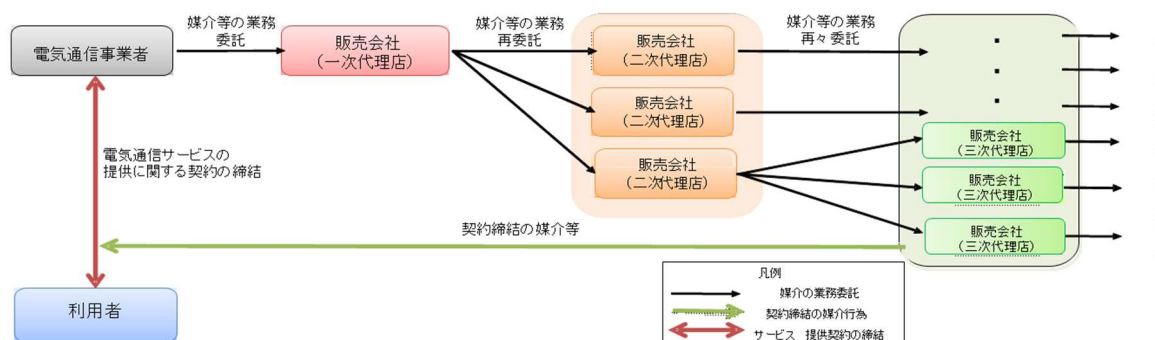 媒介等の業務
委託
媒介等の業務
再委託
媒介等の業務
再々委託
電気通信事業者
販売会社
（一次代理店）
販売会社
（二次代理店）
販売会社
（二次代理店）
販売会社
（二次代理店）
販売会社
（三次代理店）
販売会社
（三次代理店）
販売会社
（三次代理店）
電気通信サービスの
提供に関する契約の締結
契約締結の媒介等
利用者
凡例
媒介の業務委託
契約締結の媒介行為
サービス　提供契約の締結